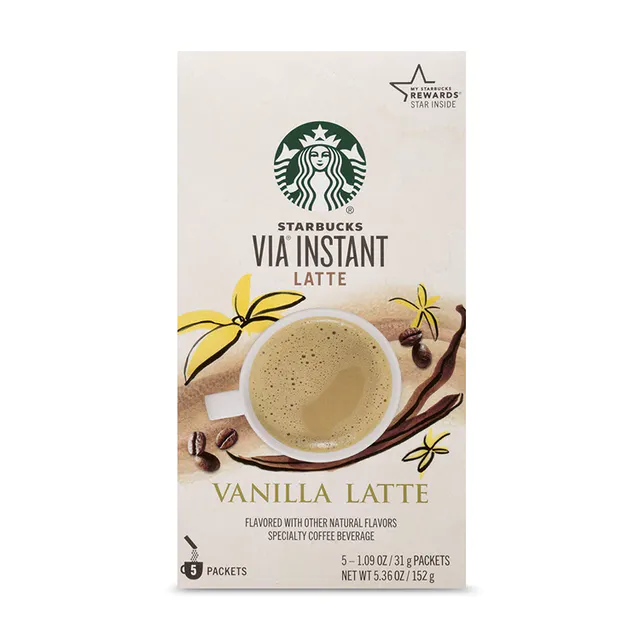 MY STARBUCKS
REWARDS®
STAR INSIDE
®
STARBUCKS
VIA® INSTANT
LATTE
VANILLA LATTE
FLAVORED WITH OTHER NATURAL FLAVORS
SPECIALTY COFFEE BEVERAGE
5 PACKETS
5 – 1.09 OZ / 31 g PACKETS
NET WT 5.36 OZ / 152 g